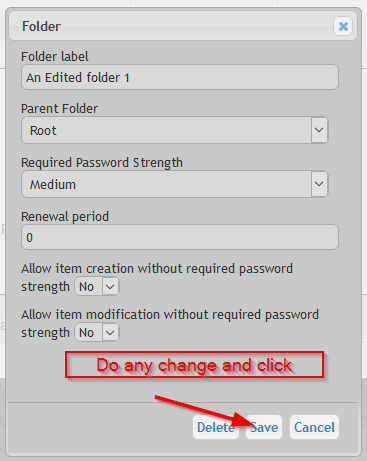 Folder
Folder label
An Edited folder 1
Parent Folder
Root
Required Password Strength
Medium
Renewal period
0
Allow item creation without required password
strength No
Allow item modification without required password
strength No
Do any change and click
Delete Save Cancel